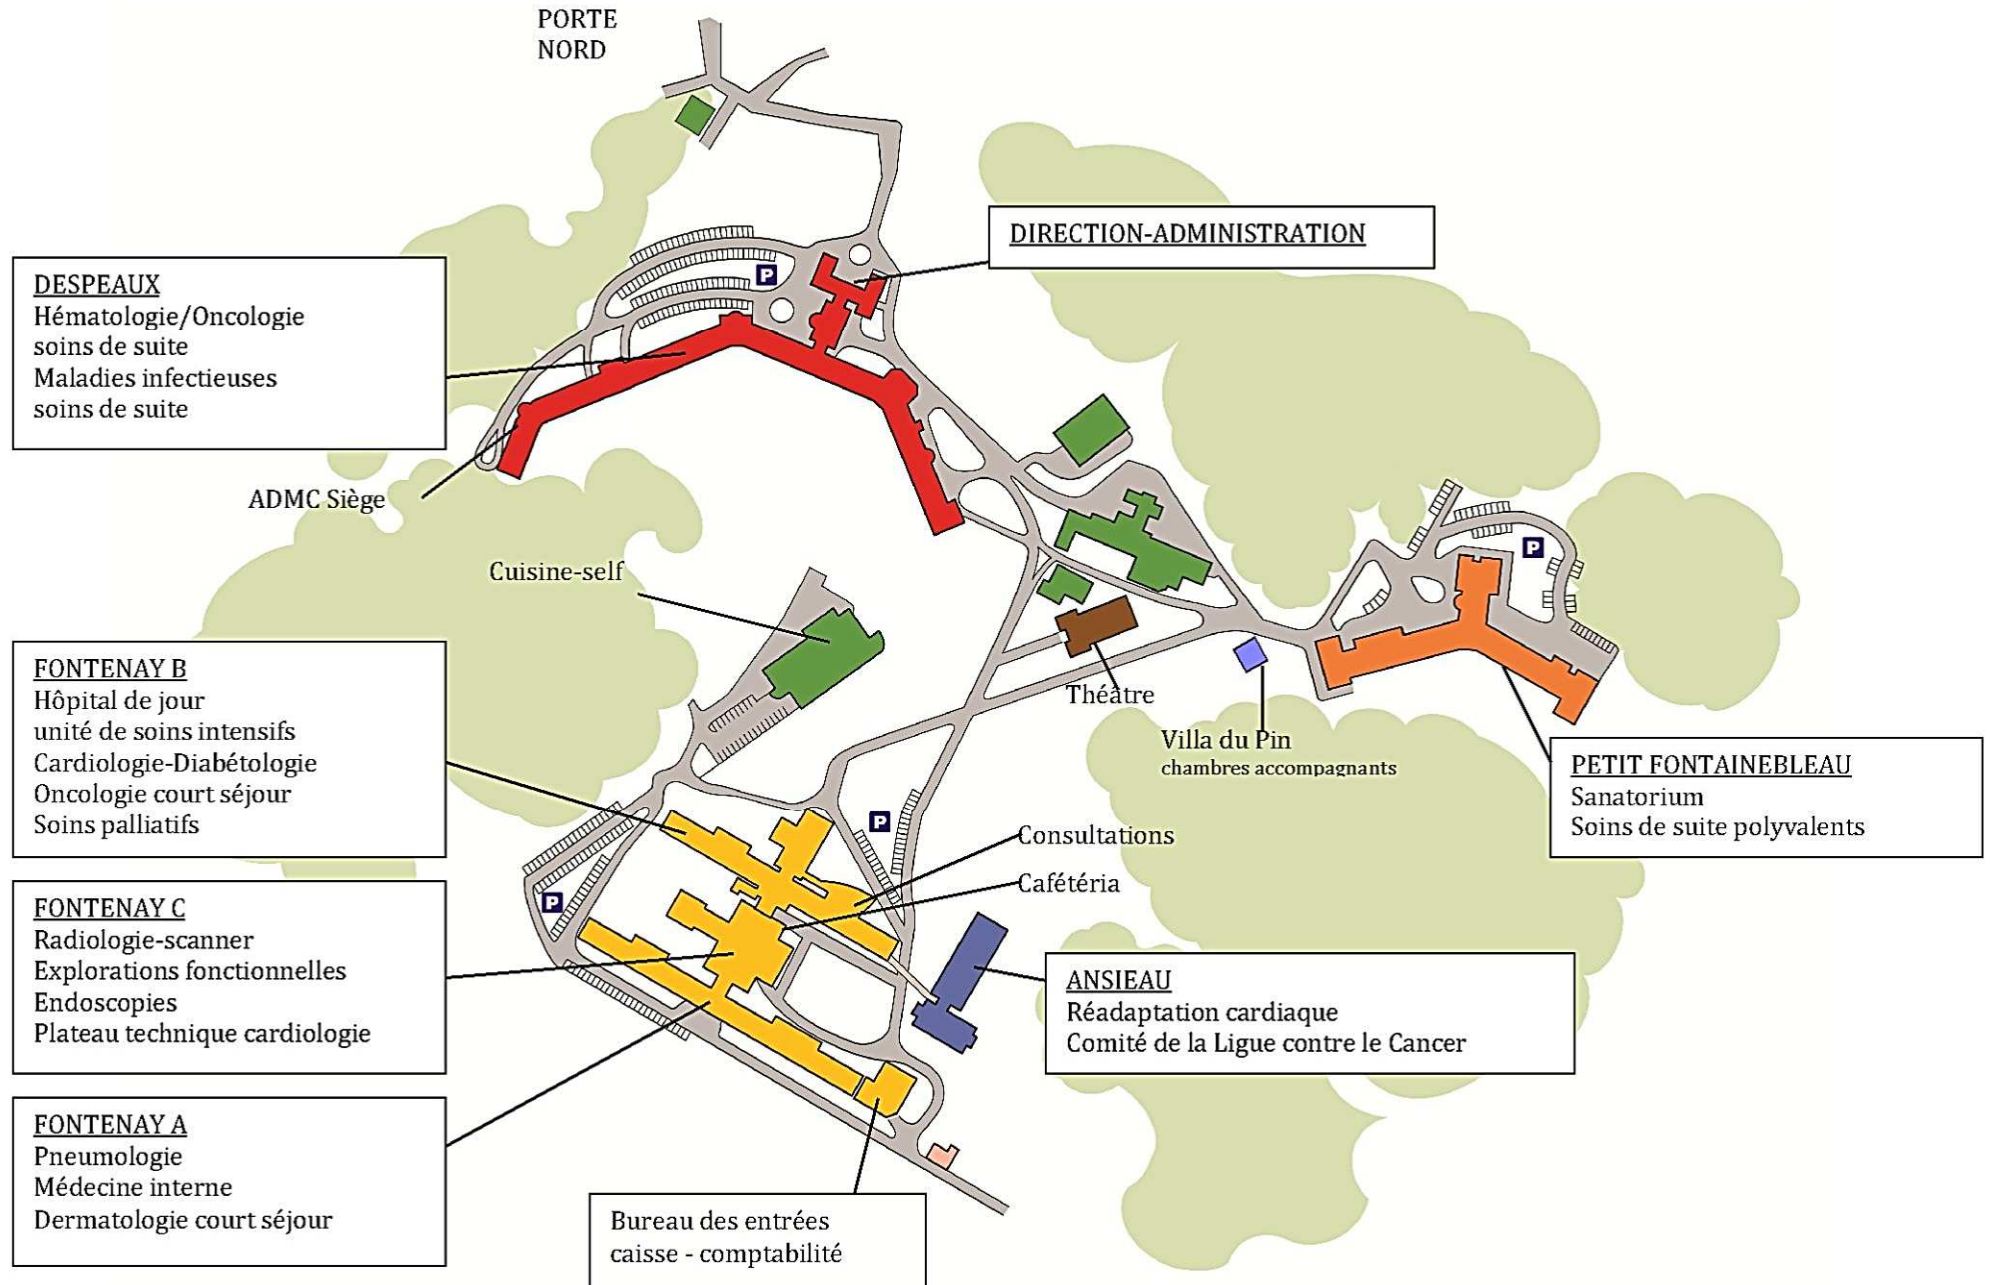 PORTE
NORD
DIRECTION-ADMINISTRATION
P
DESPEAUX
Hématologie/Oncologie
soins de suite
Maladies infectieuses
soins de suite
ADMC Siège
Cuisine-self
P
Théâtre
Villa du Pin
chambres accompagnants
PETIT FONTAINEBLEAU
Sanatorium
Soins de suite polyvalents
FONTENAY B
Hôpital de jour
unité de soins intensifs
Cardiologie-Diabétologie
Oncologie court séjour
Soins palliatifs
P
Consultations
Cafétéria
P
FONTENAY C
Radiologie-scanner
Explorations fonctionnelles
Endoscopies
Plateau technique cardiologie
ANSIEAU
Réadaptation cardiaque
Comité de la Ligue contre le Cancer
FONTENAY A
Pneumologie
Médecine interne
Dermatologie court séjour
Bureau des entrées
caisse - comptabilité